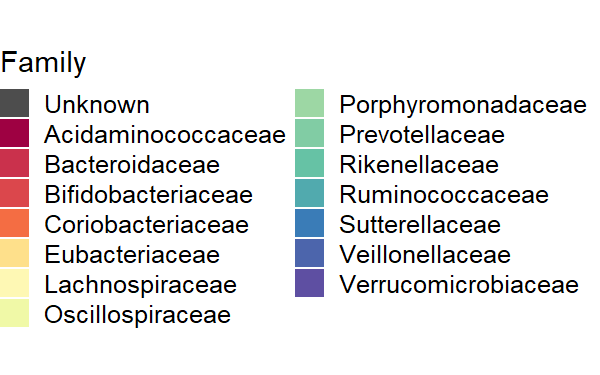 Family
Unknown
Acidaminococcaceae
Bacteroidaceae
Bifidobacteriaceae
Coriobacteriaceae
Eubacteriaceae
Lachnospiraceae
Oscillospiraceae
Porphyromonadaceae
Prevotellaceae
Rikenellaceae
Ruminococcaceae
Sutterellaceae
Veillonellaceae
Verrucomicrobiaceae